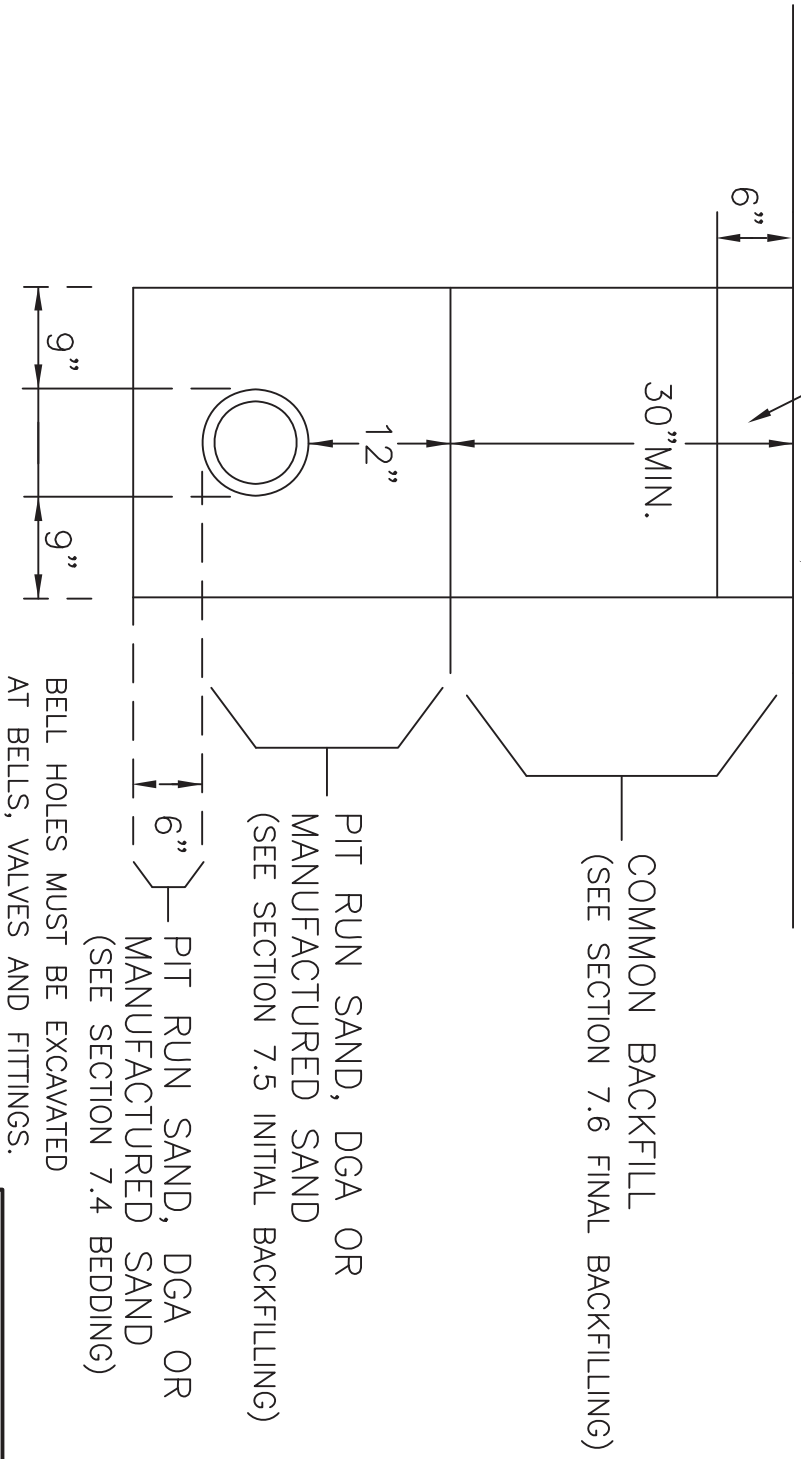 6”
30” MIN.
12”
9”
9”
6”
COMMON BACKFILL
(SEE SECTION 7.6 FINAL BACKFILLING)
PIT RUN SAND, DGA OR
MANUFACTURED SAND
(SEE SECTION 7.5 INITIAL BACKFILLING)
PIT RUN SAND, DGA OR
MANUFACTURED SAND
(SEE SECTION 7.4 BEDDING)
BELL HOLES MUST BE EXCAVATED
AT BELLS, VALVES AND FITTINGS.